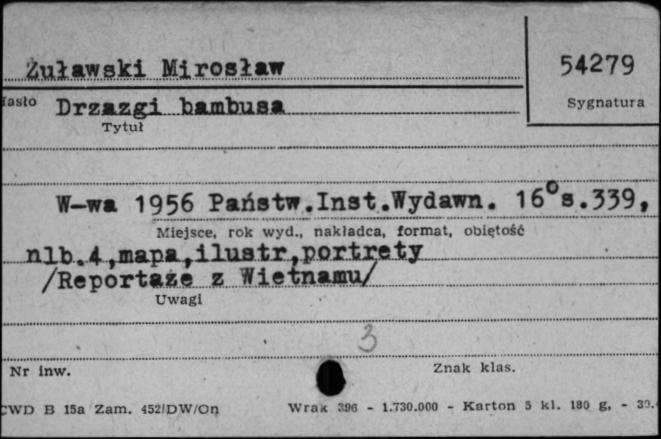 Żuławski Mirosław
54279
Hasło Drzazgi bambusa
Sygnatura
Tytuł
W-wa 1956 Państw.Inst.Wydawn. 16° s.339,
Miejsce, rok wyd., nakładca, format, objętość
nlb.4,mapa,ilustr,portrety
/Reportaże z Wietnamu/
Uwagi
3
Nr inw.
Znak klas.
CWD B 15a Zam. 452/DW/On Wrak 396 - 1.730.000 - Karton 5 kl. 180 g, -